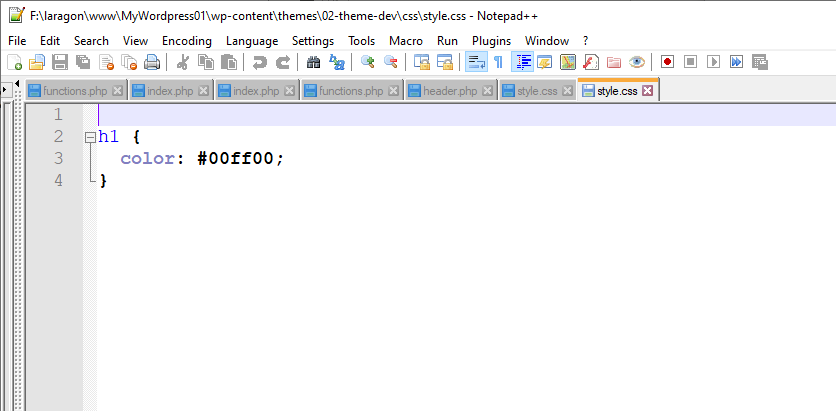 F:\laragon\www\MyWordpress01\wp-content\themes\02-theme-dev\css\style.css - Notepad++
File Edit Search View Encoding Language Settings Tools Macro Run Plugins Window ?
functions.php index.php index.php functions.php header.php style.css style.css
1
2 h1 {
3 color: #00ff00;
4 }